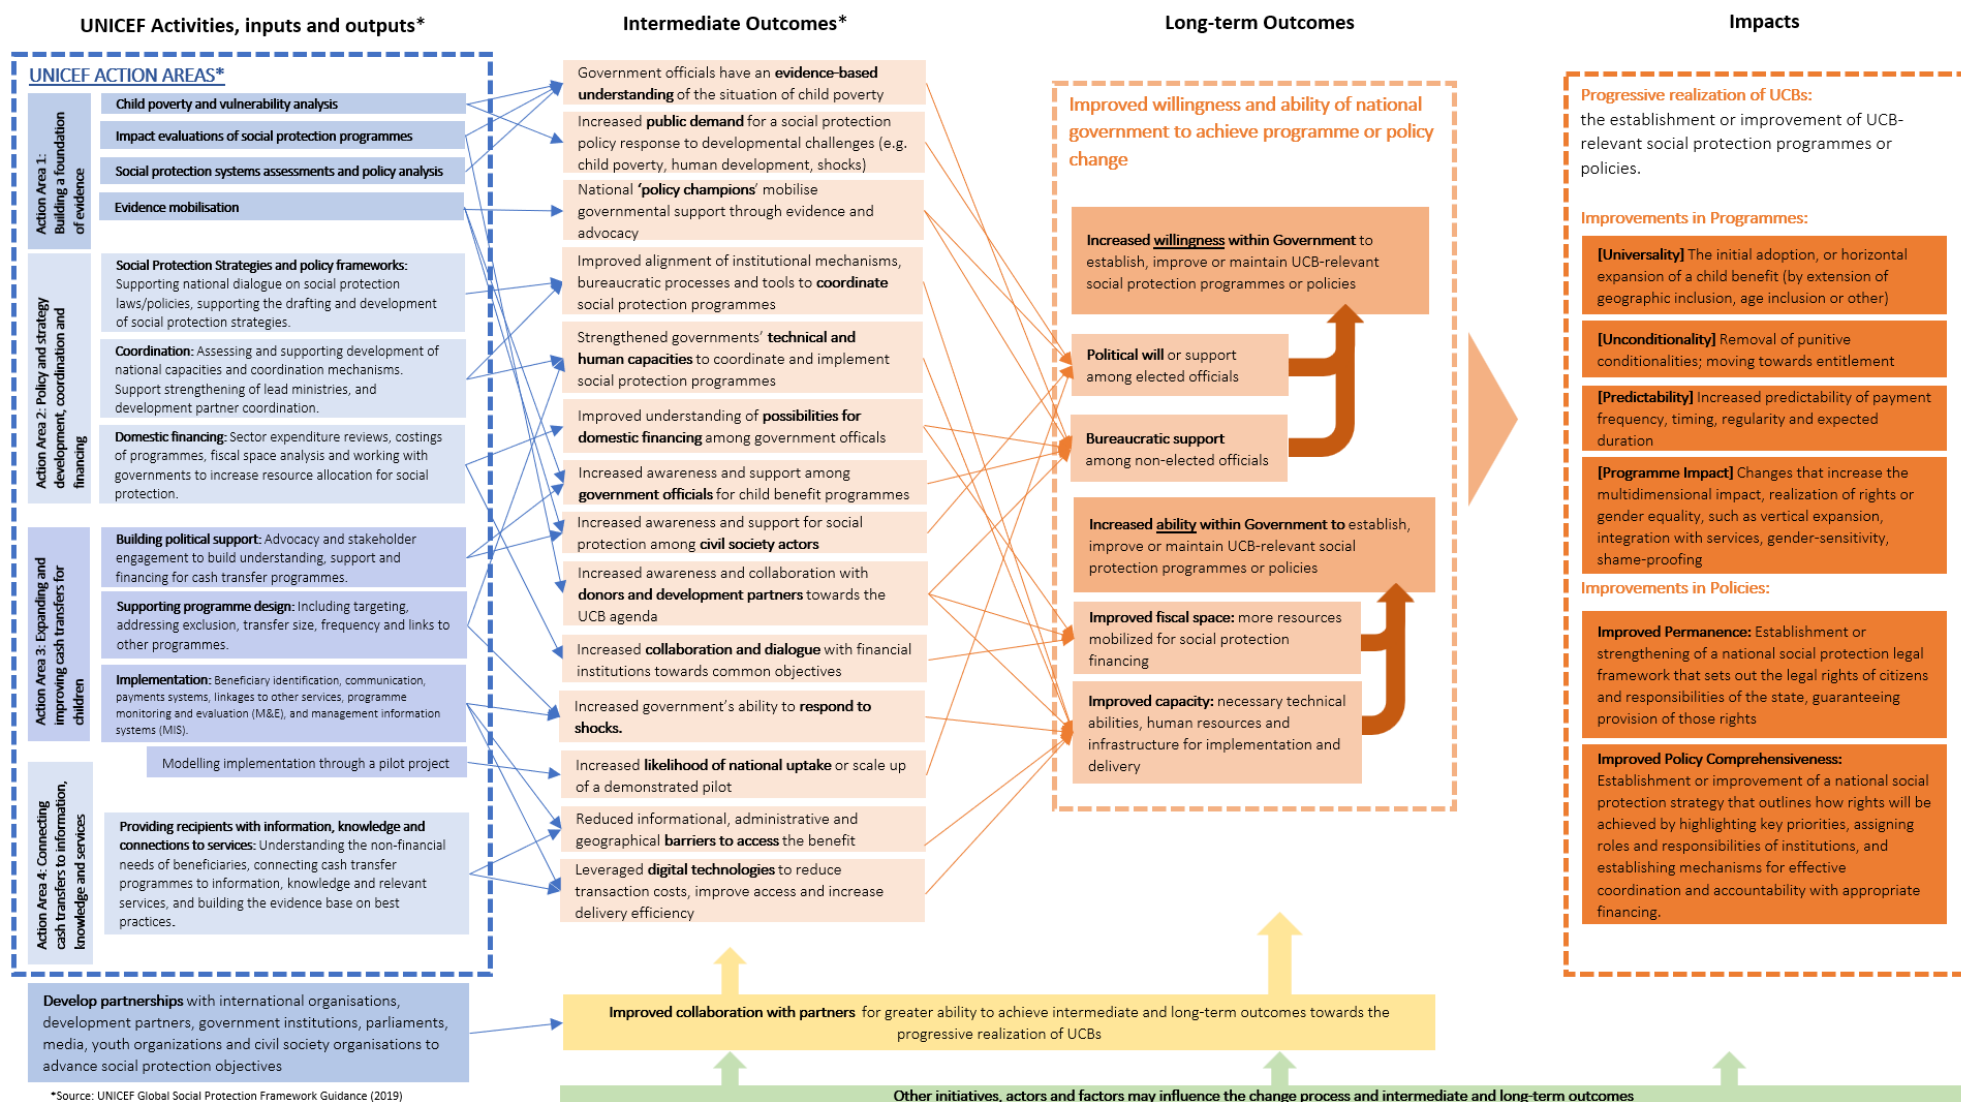 UNICEF Activities, inputs and outputs*
Intermediate Outcomes*
Long-term Outcomes
Impacts
UNICEF ACTION AREAS*
Action Area 1:
Building a foundation
of evidence
Child poverty and vulnerability analysis
Impact evaluations of social protection programmes
Social protection systems assessments and policy analysis
Evidence mobilisation
Action Area 2: Policy and strategy
development, coordination and
financing
Social Protection Strategies and policy frameworks:
Supporting national dialogue on social protection
laws/policies, supporting the drafting and development
of social protection strategies.
Coordination: Assessing and supporting development of
national capacities and coordination mechanisms.
Support strengthening of lead ministries, and
development partner coordination.
Domestic financing: Sector expenditure reviews, costings
of programmes, fiscal space analysis and working with
governments to increase resource allocation for social
protection.
Action Area 3: Expanding and
improving cash transfers for
children
Building political support: Advocacy and stakeholder
engagement to build understanding, support and
financing for cash transfer programmes.
Supporting programme design: Including targeting,
addressing exclusion, transfer size, frequency and links to
other programmes.
Implementation: Beneficiary identification, communication,
payments systems, linkages to other services, programme
monitoring and evaluation (M&E), and management information
systems (MIS).
Modelling implementation through a pilot project
Action Area 4: Connecting
cash transfers to information,
knowledge and services
Providing recipients with information, knowledge and
connections to services: Understanding the non-financial
needs of beneficiaries, connecting cash transfer
programmes to information, knowledge and relevant
services, and building the evidence base on best
practices.
Develop partnerships with international organisations,
development partners, government institutions, parliaments,
media, youth organizations and civil society organisations to
advance social protection objectives
*Source: UNICEF Global Social Protection Framework Guidance (2019)
Government officials have an evidence-based
understanding of the situation of child poverty
Increased public demand for a social protection
policy response to developmental challenges (e.g.
child poverty, human development, shocks)
National ‘policy champions’ mobilise
governmental support through evidence and
advocacy
Improved alignment of institutional mechanisms,
bureaucratic processes and tools to coordinate
social protection programmes
Strengthened governments’ technical and
human capacities to coordinate and implement
social protection programmes
Improved understanding of possibilities for
domestic financing among government officals
Increased awareness and support among
government officials for child benefit programmes
Increased awareness and support for social
protection among civil society actors
Increased awareness and collaboration with
donors and development partners towards the
UCB agenda
Increased collaboration and dialogue with financial
institutions towards common objectives
Increased government’s ability to respond to
shocks.
Increased likelihood of national uptake or scale up
of a demonstrated pilot
Reduced informational, administrative and
geographical barriers to access the benefit
Leveraged digital technologies to reduce
transaction costs, improve access and increase
delivery efficiency
Improved willingness and ability of national
government to achieve programme or policy
change
Increased willingness within Government to
establish, improve or maintain UCB-relevant
social protection programmes or policies
Political will or support
among elected officials
Bureaucratic support
among non-elected officials
Increased ability within Government to establish,
improve or maintain UCB-relevant social
protection programmes or policies
Improved fiscal space: more resources
mobilized for social protection
financing
Improved capacity: necessary technical
abilities, human resources and
infrastructure for implementation and
delivery
Improved collaboration with partners for greater ability to achieve intermediate and long-term outcomes towards the
progressive realization of UCBs
Other initiatives, actors and factors may influence the change process and intermediate and long-term outcomes
Progressive realization of UCBs:
the establishment or improvement of UCB-
relevant social protection programmes or
policies.
Improvements in Programmes:
[Universality] The initial adoption, or horizontal
expansion of a child benefit (by extension of
geographic inclusion, age inclusion or other)
[Unconditionality] Removal of punitive
conditionalities; moving towards entitlement
[Predictability] Increased predictability of payment
frequency, timing, regularity and expected
duration
[Programme Impact] Changes that increase the
multidimensional impact, realization of rights or
gender equality, such as vertical expansion,
integration with services, gender-sensitivity,
shame-proofing
Improvements in Policies:
Improved Permanence: Establishment or
strengthening of a national social protection legal
framework that sets out the legal rights of citizens
and responsibilities of the state, guaranteeing
provision of those rights
Improved Policy Comprehensiveness:
Establishment or improvement of a national social
protection strategy that outlines how rights will be
achieved by highlighting key priorities, assigning
roles and responsibilities of institutions, and
establishing mechanisms for effective
coordination and accountability with appropriate
financing.